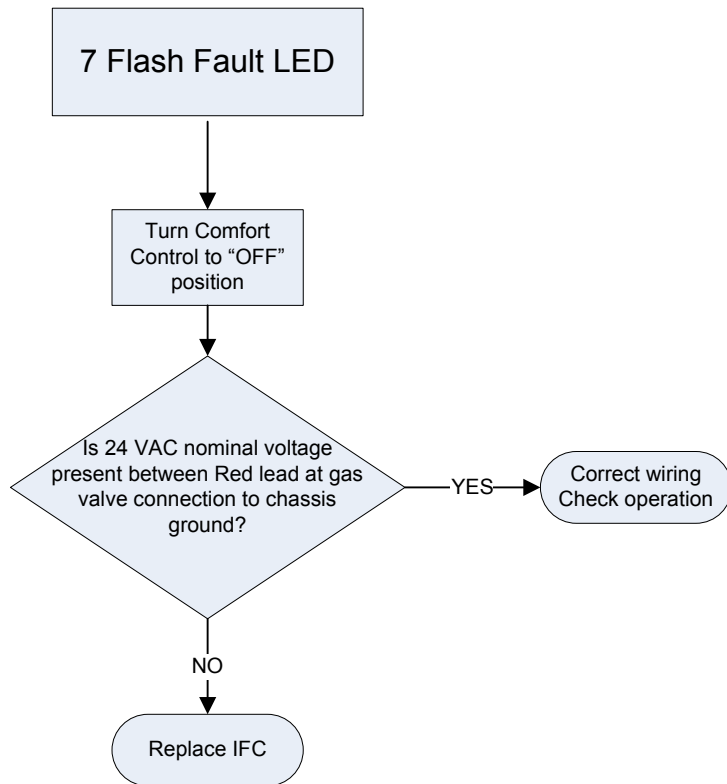 7 Flash Fault LED
Turn Comfort
Control to “OFF”
position
Is 24 VAC nominal voltage
present between Red lead at gas
valve connection to chassis
ground?
YES
Correct wiring
Check operation
NO
Replace IFC